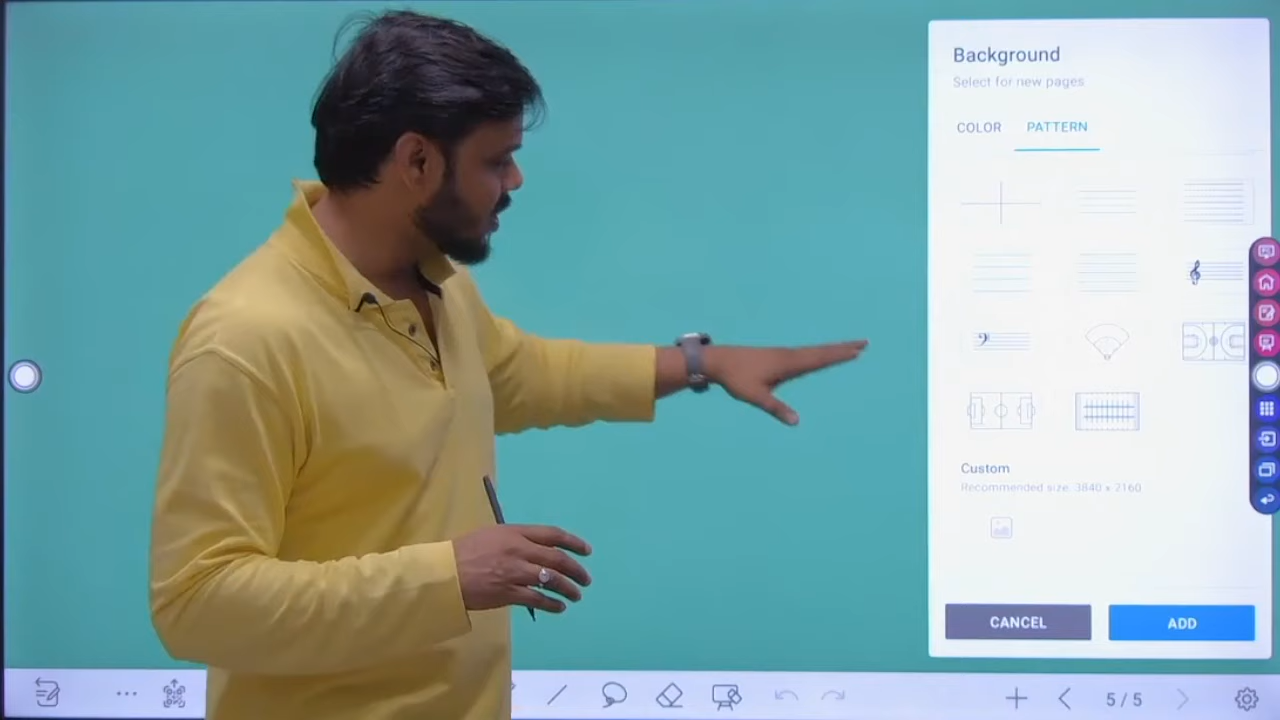 Background
Select for new pages
COLOR PATTERN
Custom
Recommended size: 3840 x 2160
CANCEL ADD
5 / 5